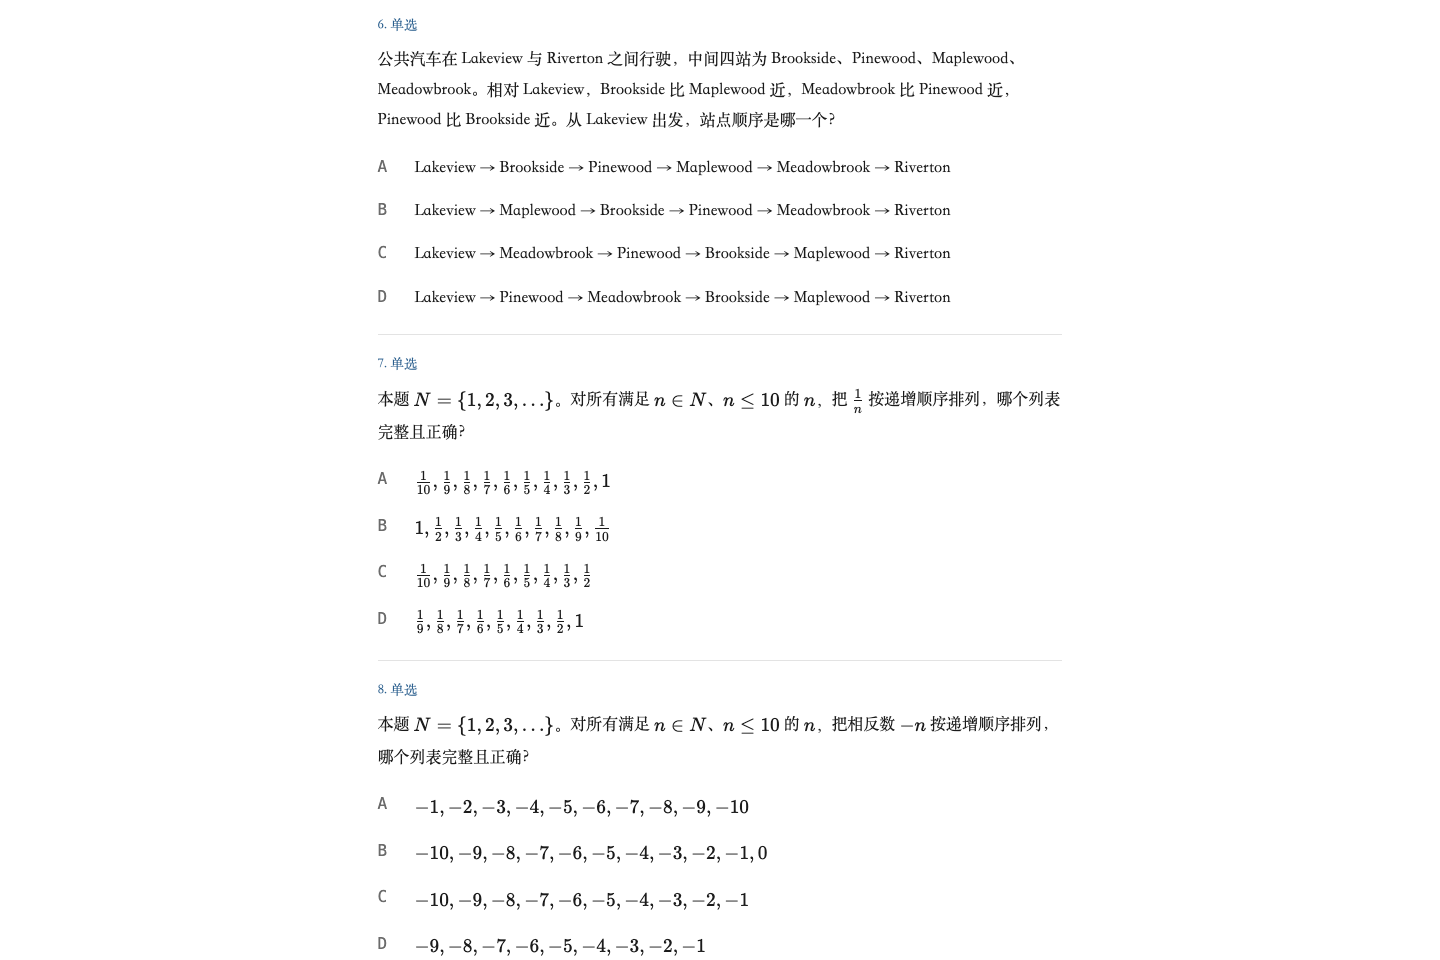 6. 单选
公共汽车在 Lakeview 与 Riverton 之间行驶，中间四站为 Brookside、Pinewood、Maplewood、
Meadowbrook。相对 Lakeview，Brookside 比 Maplewood 近，Meadowbrook 比 Pinewood 近，
Pinewood 比 Brookside 近。从 Lakeview 出发，站点顺序是哪一个？
A Lakeview → Brookside → Pinewood → Maplewood → Meadowbrook → Riverton
B Lakeview → Maplewood → Brookside → Pinewood → Meadowbrook → Riverton
C Lakeview → Meadowbrook → Pinewood → Brookside → Maplewood → Riverton
D Lakeview → Pinewood → Meadowbrook → Brookside → Maplewood → Riverton
7. 单选
本题 N = {1, 2, 3, . . .}。对所有满足 n ∈ N、n ≤ 10 的 n，把 1/n 按递增顺序排列，哪个列表
完整且正确？
A 1/10, 1/9, 1/8, 1/7, 1/6, 1/5, 1/4, 1/3, 1/2, 1
B 1, 1/2, 1/3, 1/4, 1/5, 1/6, 1/7, 1/8, 1/9, 1/10
C 1/10, 1/9, 1/8, 1/7, 1/6, 1/5, 1/4, 1/3, 1/2
D 1/9, 1/8, 1/7, 1/6, 1/5, 1/4, 1/3, 1/2, 1
8. 单选
本题 N = {1, 2, 3, . . .}。对所有满足 n ∈ N、n ≤ 10 的 n，把相反数 −n 按递增顺序排列，
哪个列表完整且正确？
A −1, −2, −3, −4, −5, −6, −7, −8, −9, −10
B −10, −9, −8, −7, −6, −5, −4, −3, −2, −1, 0
C −10, −9, −8, −7, −6, −5, −4, −3, −2, −1
D −9, −8, −7, −6, −5, −4, −3, −2, −1